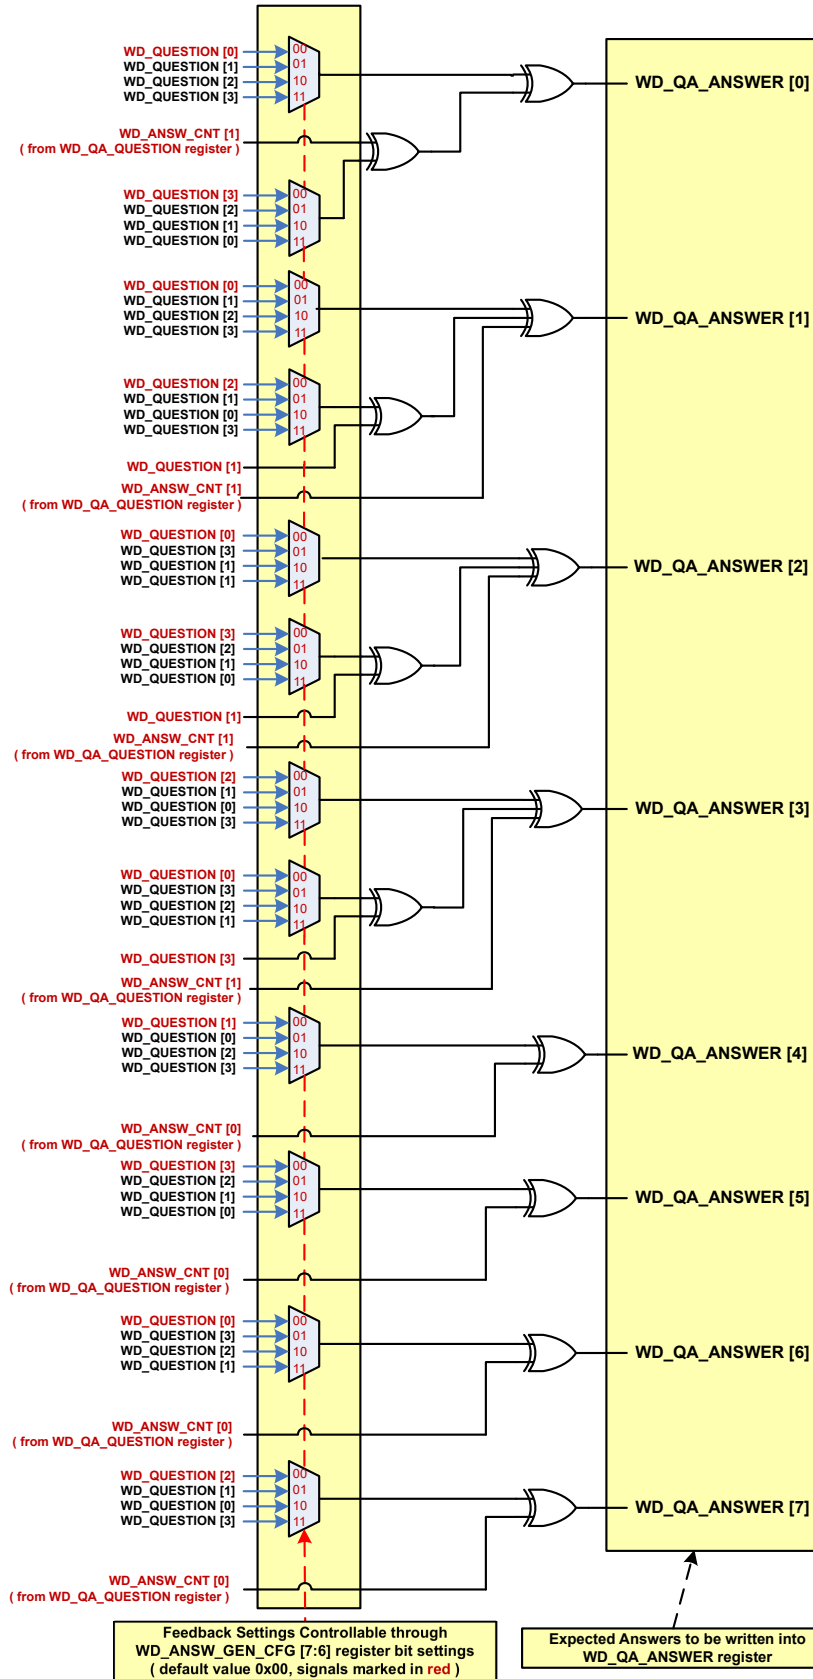 WD_QUESTION [0]
WD_QUESTION [1]
WD_QUESTION [2]
WD_QUESTION [3]
00
01
10
11
WD_QA_ANSWER [0]
WD_ANSW_CNT [1]
( from WD_QA_QUESTION register )
WD_QUESTION [3]
WD_QUESTION [2]
WD_QUESTION [1]
WD_QUESTION [0]
00
01
10
11
WD_QUESTION [0]
WD_QUESTION [1]
WD_QUESTION [2]
WD_QUESTION [3]
00
01
10
11
WD_QA_ANSWER [1]
WD_QUESTION [2]
WD_QUESTION [1]
WD_QUESTION [0]
WD_QUESTION [3]
00
01
10
11
WD_QUESTION [1]
WD_ANSW_CNT [1]
( from WD_QA_QUESTION register )
WD_QUESTION [0]
WD_QUESTION [3]
WD_QUESTION [1]
WD_QUESTION [1]
00
01
10
11
WD_QA_ANSWER [2]
WD_QUESTION [3]
WD_QUESTION [2]
WD_QUESTION [1]
WD_QUESTION [0]
00
01
10
11
WD_QUESTION [1]
WD_ANSW_CNT [1]
( from WD_QA_QUESTION register )
WD_QUESTION [2]
WD_QUESTION [1]
WD_QUESTION [0]
WD_QUESTION [3]
00
01
10
11
WD_QA_ANSWER [3]
WD_QUESTION [0]
WD_QUESTION [3]
WD_QUESTION [2]
WD_QUESTION [1]
00
01
10
11
WD_QUESTION [3]
WD_ANSW_CNT [1]
( from WD_QA_QUESTION register )
WD_QUESTION [1]
WD_QUESTION [0]
WD_QUESTION [2]
WD_QUESTION [3]
00
01
10
11
WD_QA_ANSWER [4]
WD_ANSW_CNT [0]
( from WD_QA_QUESTION register )
WD_QUESTION [3]
WD_QUESTION [2]
WD_QUESTION [1]
WD_QUESTION [0]
00
01
10
11
WD_QA_ANSWER [5]
WD_ANSW_CNT [0]
( from WD_QA_QUESTION register )
WD_QUESTION [0]
WD_QUESTION [3]
WD_QUESTION [2]
WD_QUESTION [1]
00
01
10
11
WD_QA_ANSWER [6]
WD_ANSW_CNT [0]
( from WD_QA_QUESTION register )
WD_QUESTION [2]
WD_QUESTION [1]
WD_QUESTION [0]
WD_QUESTION [3]
00
01
10
11
WD_QA_ANSWER [7]
WD_ANSW_CNT [0]
( from WD_QA_QUESTION register )
Feedback Settings Controllable through
WD_ANSW_GEN_CFG [7:6] register bit settings
( default value 0x00, signals marked in red )
Expected Answers to be written into
WD_QA_ANSWER register